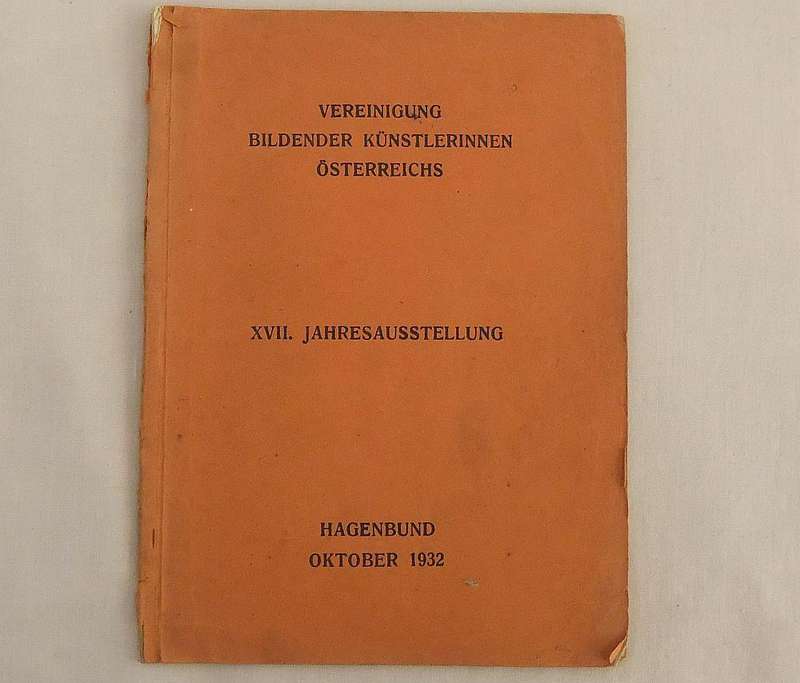 VEREINIGUNG
BILDENDER KÜNSTLERINNEN
ÖSTERREICHS
XVII. JAHRESAUSSTELLUNG
HAGENBUND
OKTOBER 1932